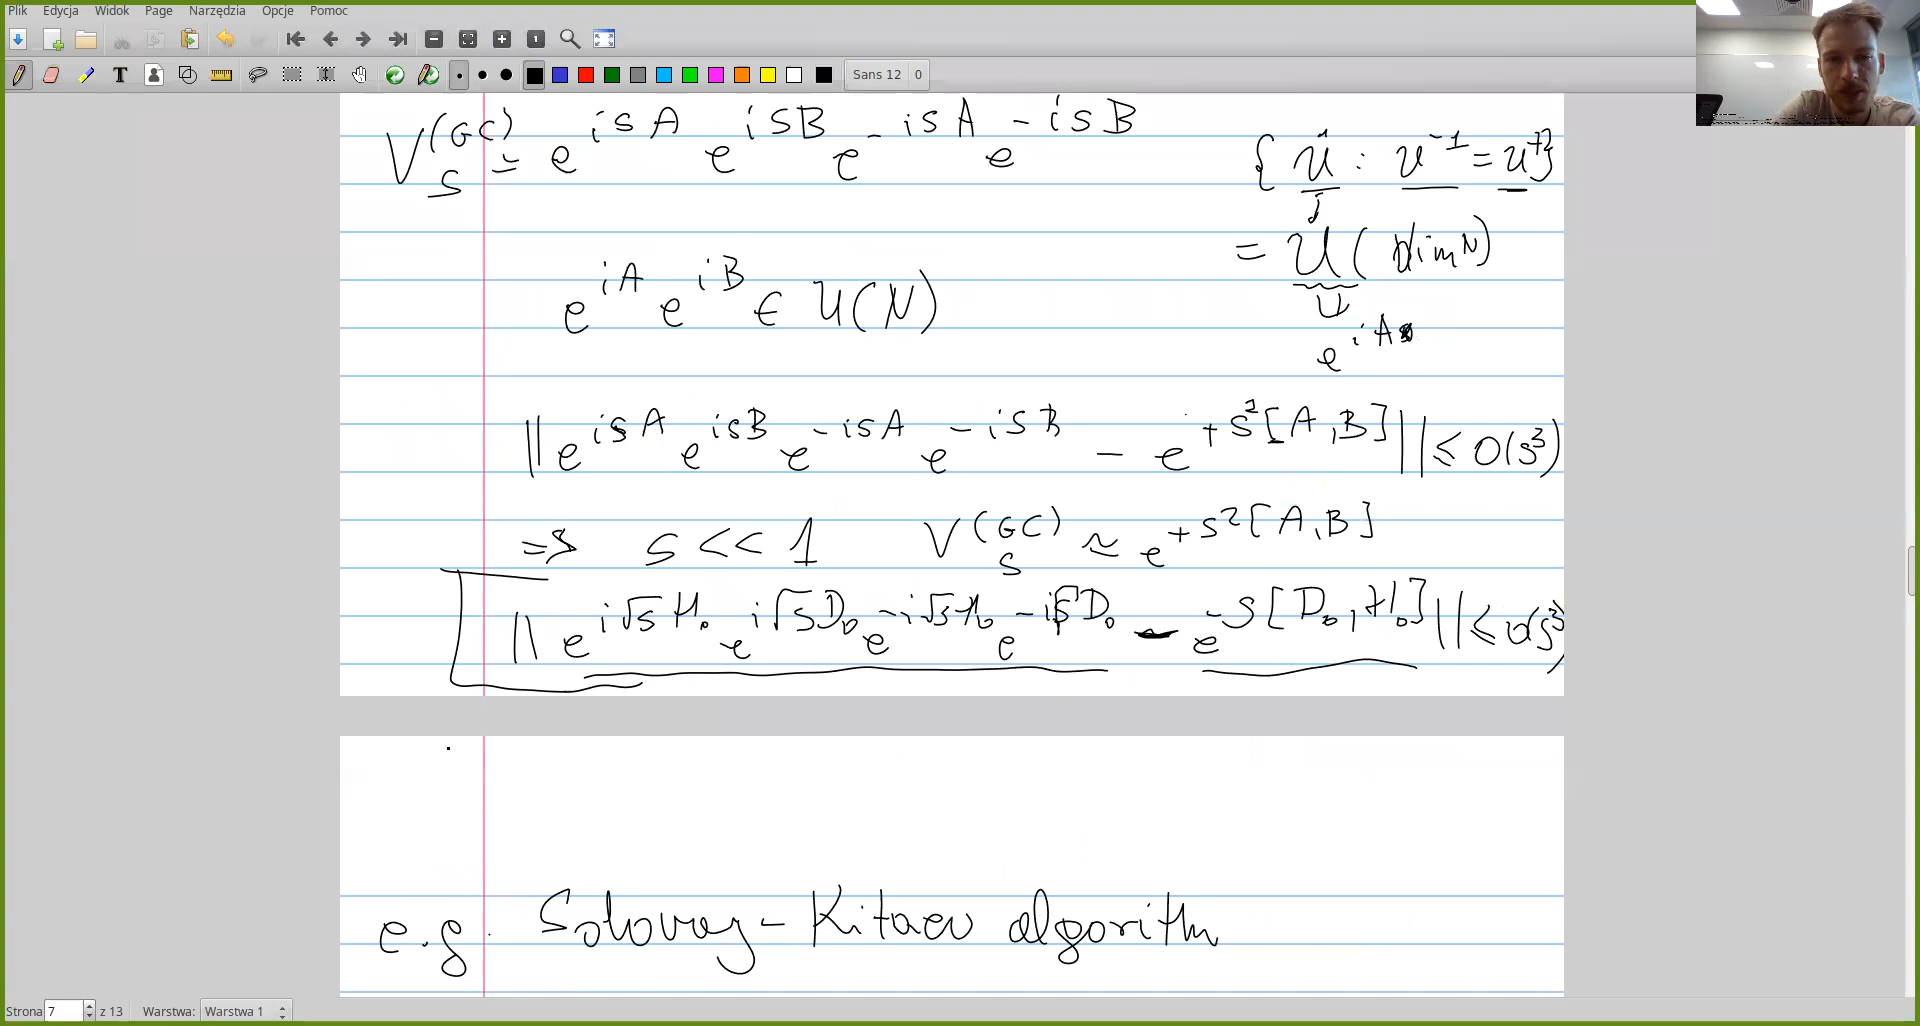 Plik Edycja Widok Page Narzędzia Opcje Pomoc
Sans 12 0
V_s^(GC) ≃ e^{isA} e^{isB} e^{-isA} e^{-isB}
{ U : U^{-1} = U^† }
= U( dim N )
e^{iA}
e^{iA} e^{iB} ∈ U(N)
|| e^{isA} e^{isB} e^{-isA} e^{-isB} - e^{+s²[A,B]} || ≤ O(s³)
=> s << 1 V_s^(GC) ≈ e^{+s²[A,B]}
|| e^{i√s H₀} e^{i√s D₀} e^{-i√s H₀} e^{-i√s D₀} - e^{-s[D₀,H₀]} || ≤ O(s³)
e.g. Solovay-Kitaev algorithm
Strona 7 z 13 Warstwa: Warstwa 1